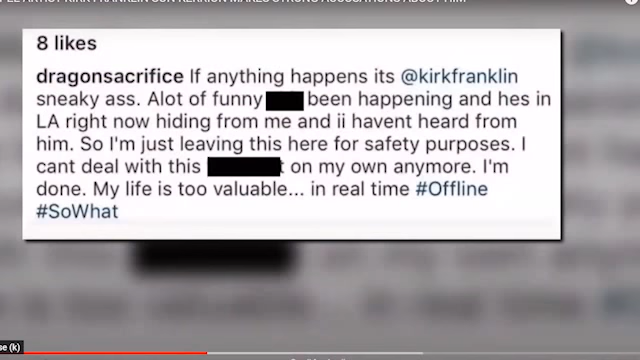 8 likes
dragonsacrifice If anything happens its @kirkfranklin
sneaky ass. Alot of funny been happening and hes in
LA right now hiding from me and ii havent heard from
him. So I'm just leaving this here for safety purposes. I
cant deal with this t on my own anymore. I'm
done. My life is too valuable... in real time #Offline
#SoWhat
se (k)